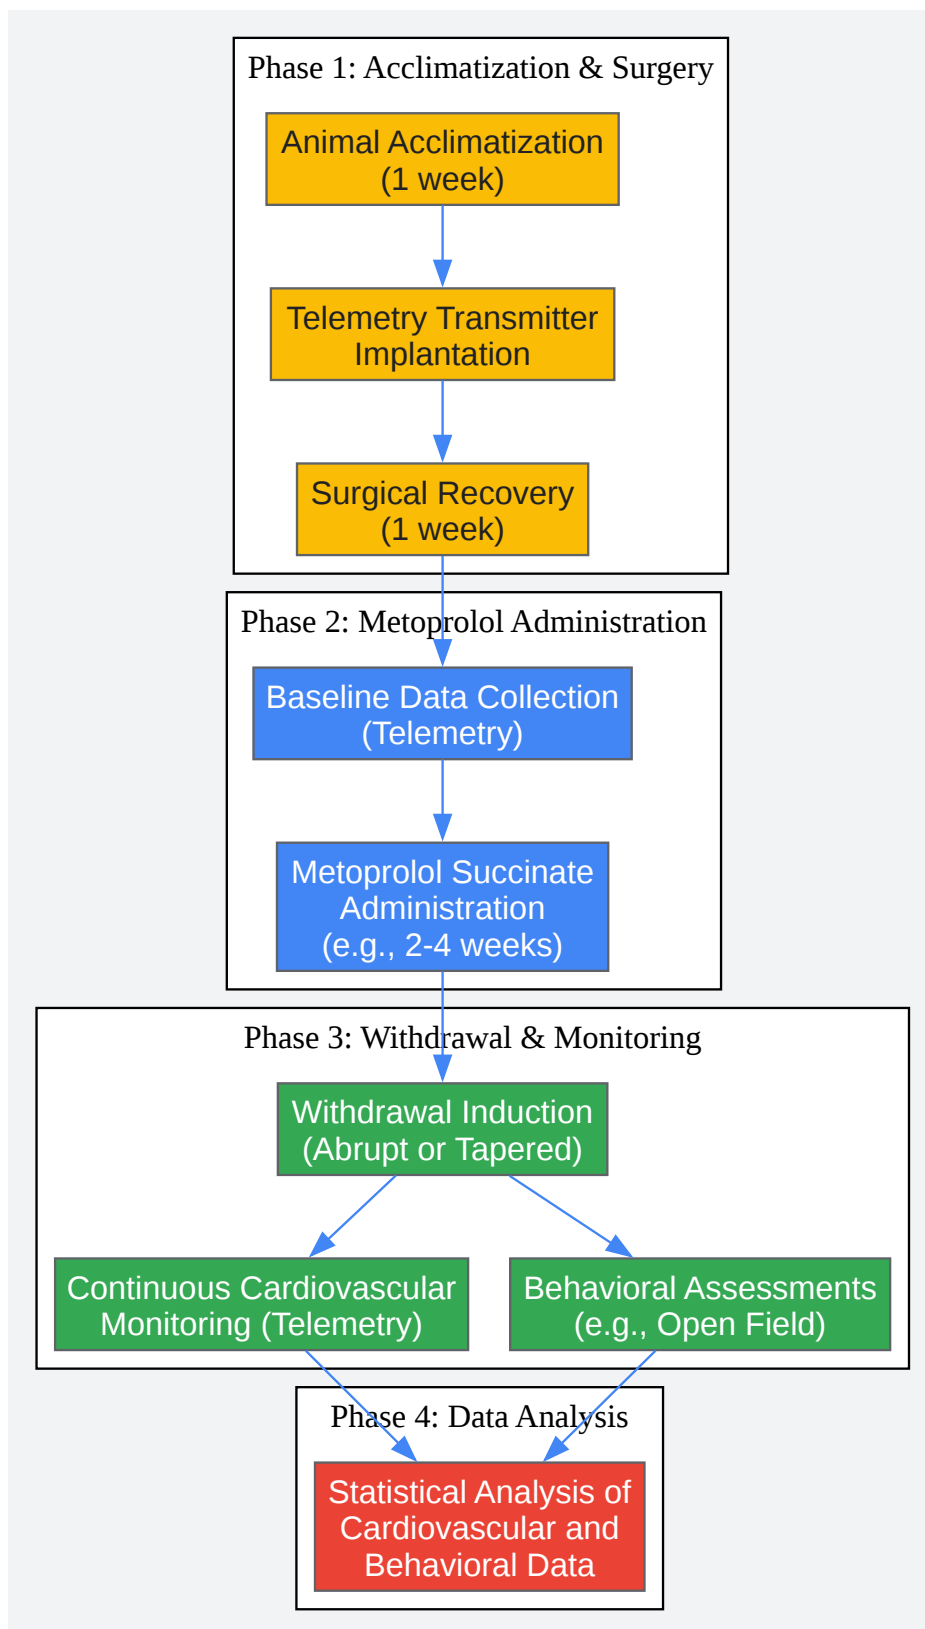 Phase 1: Acclimatization & Surgery
Animal Acclimatization
(1 week)
Telemetry Transmitter
Implantation
Surgical Recovery
(1 week)
Phase 2: Metoprolol Administration
Baseline Data Collection
(Telemetry)
Metoprolol Succinate
Administration
(e.g., 2-4 weeks)
Phase 3: Withdrawal & Monitoring
Withdrawal Induction
(Abrupt or Tapered)
Continuous Cardiovascular
Monitoring (Telemetry)
Behavioral Assessments
(e.g., Open Field)
Phase 4: Data Analysis
Statistical Analysis of
Cardiovascular and
Behavioral Data